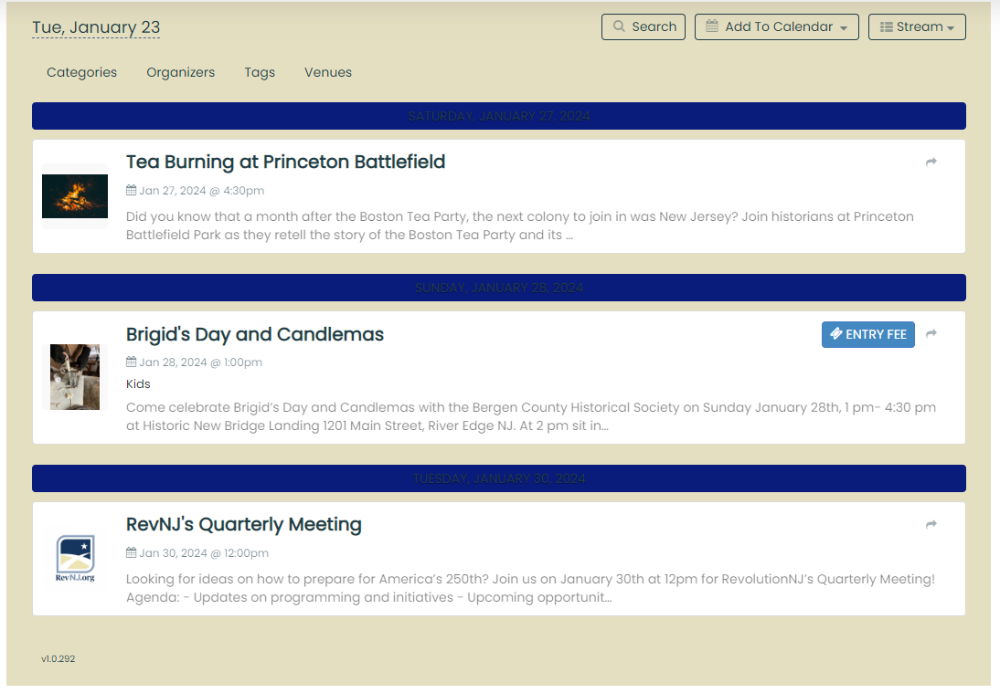 Tue, January 23
Search
Add To Calendar
Stream
Categories
Organizers
Tags
Venues
SATURDAY, JANUARY 27, 2024
Tea Burning at Princeton Battlefield
Jan 27, 2024 @ 4:30pm
Did you know that a month after the Boston Tea Party, the next colony to join in was New Jersey? Join historians at Princeton
Battlefield Park as they retell the story of the Boston Tea Party and its ...
SUNDAY, JANUARY 28, 2024
Brigid's Day and Candlemas
ENTRY FEE
Jan 28, 2024 @ 1:00pm
Kids
Come celebrate Brigid’s Day and Candlemas with the Bergen County Historical Society on Sunday January 28th, 1 pm- 4:30 pm
at Historic New Bridge Landing 1201 Main Street, River Edge NJ. At 2 pm sit in...
TUESDAY, JANUARY 30, 2024
RevNJ's Quarterly Meeting
RevNJ.org
Jan 30, 2024 @ 12:00pm
Looking for ideas on how to prepare for America’s 250th? Join us on January 30th at 12pm for RevolutionNJ’s Quarterly Meeting!
Agenda: - Updates on programming and initiatives - Upcoming opportunit...
v1.0.292